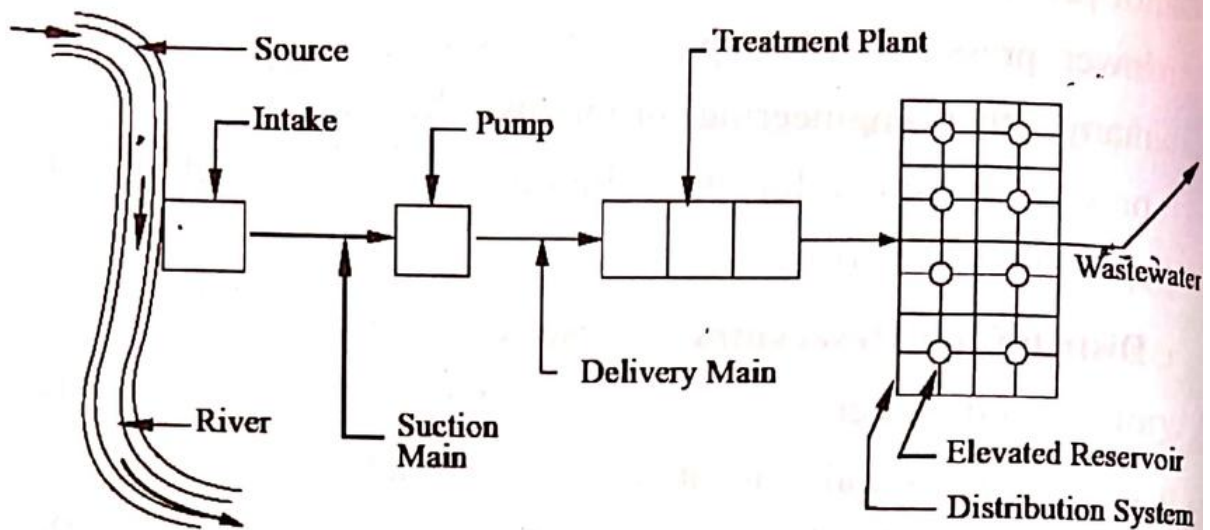 Source
Treatment Plant
Intake
Pump
Wastewater
Delivery Main
River
Suction
Main
Elevated Reservoir
Distribution System